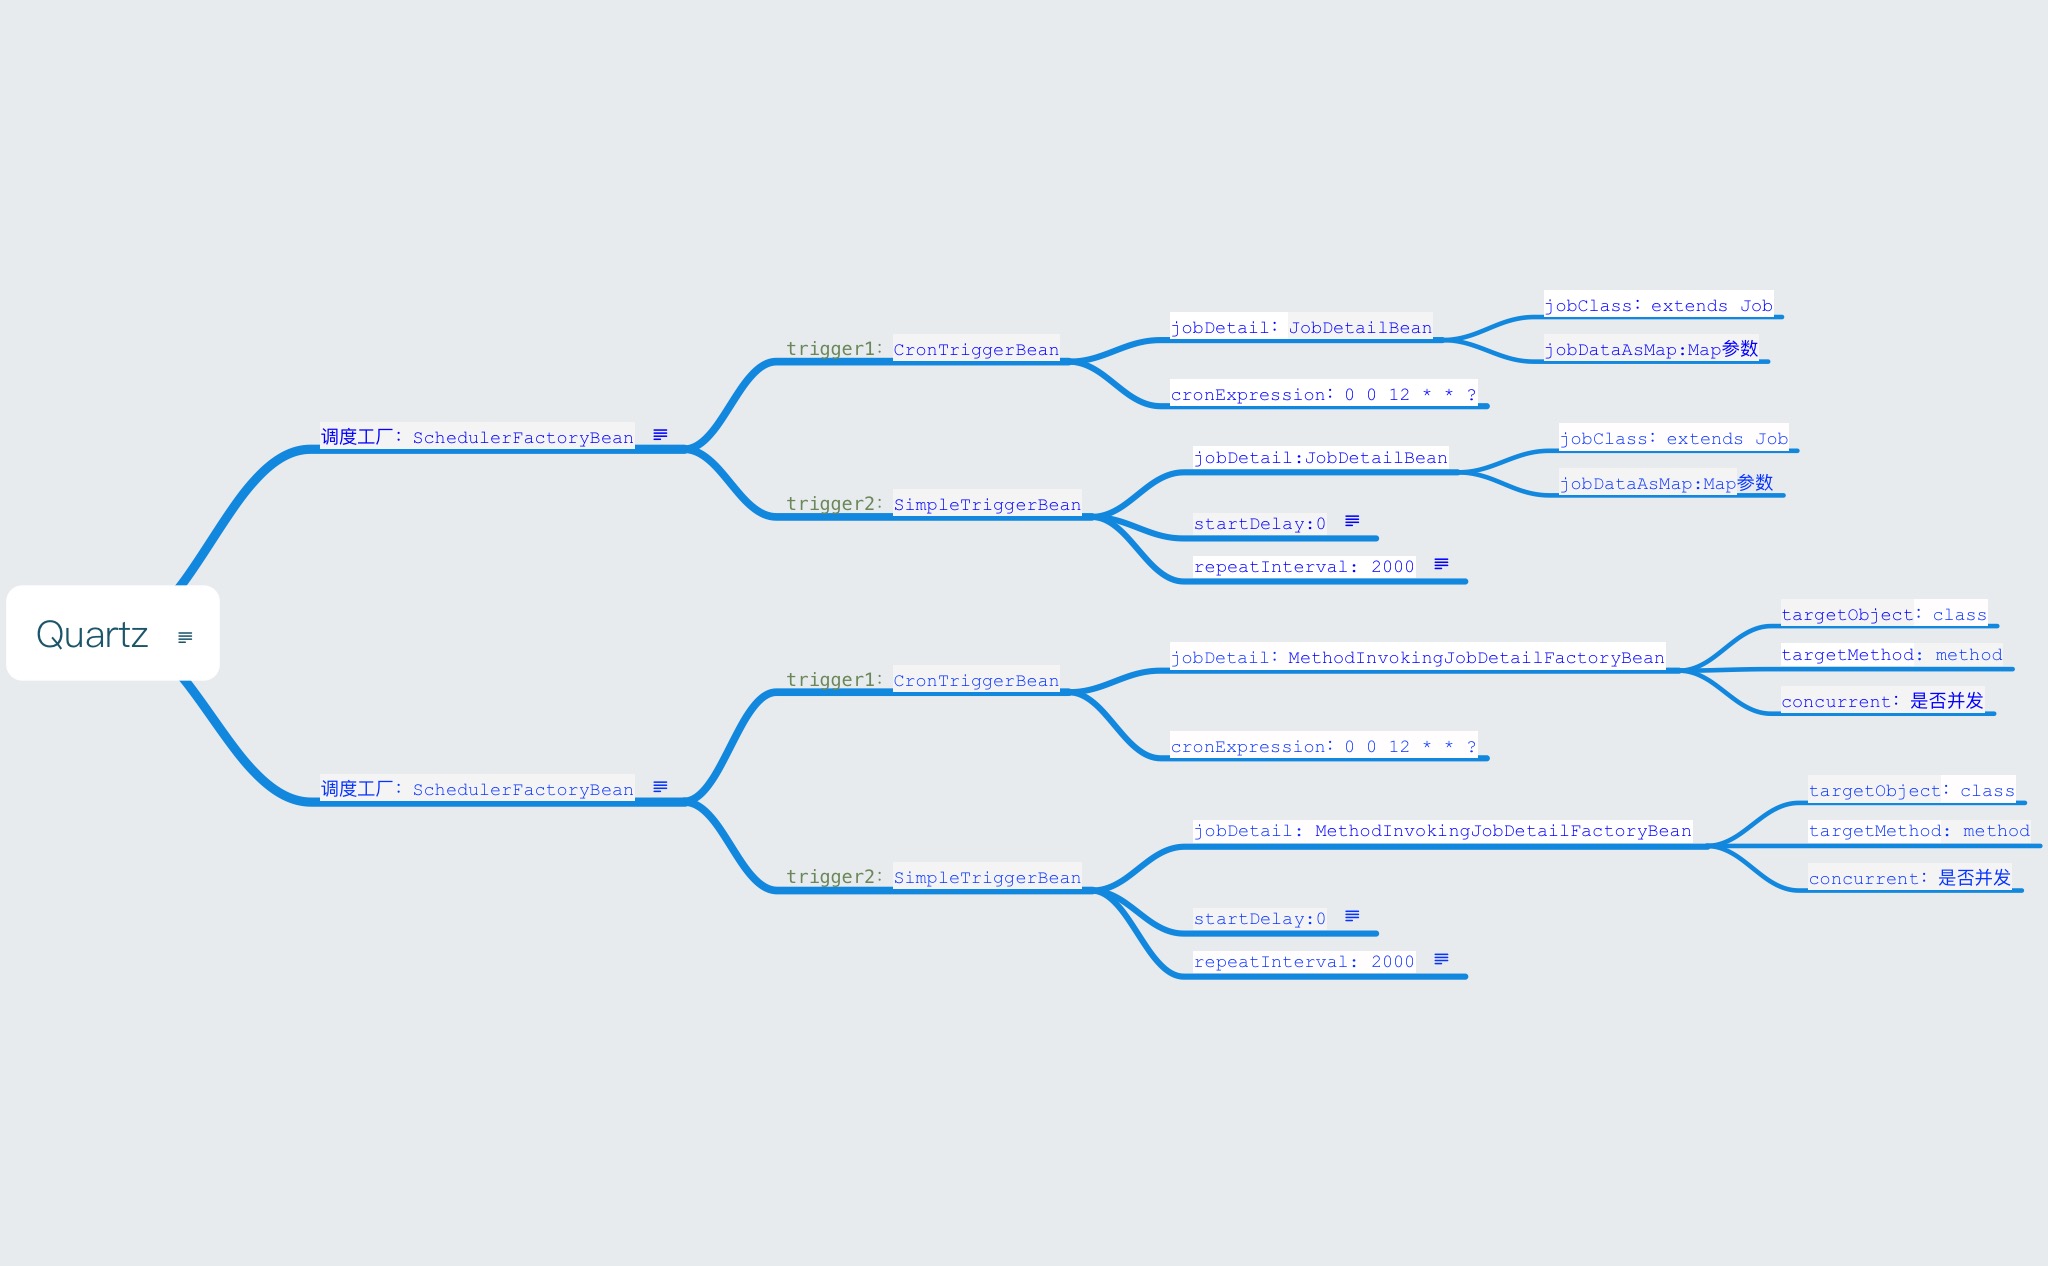 Quartz
调度工厂：SchedulerFactoryBean
trigger1：CronTriggerBean
jobDetail：JobDetailBean
jobClass：extends Job
jobDataAsMap:Map参数
cronExpression：0 0 12 * * ?
trigger2：SimpleTriggerBean
jobDetail:JobDetailBean
jobClass：extends Job
jobDataAsMap:Map参数
startDelay:0
repeatInterval: 2000
调度工厂：SchedulerFactoryBean
trigger1：CronTriggerBean
jobDetail：MethodInvokingJobDetailFactoryBean
targetObject：class
targetMethod: method
concurrent：是否并发
cronExpression：0 0 12 * * ?
trigger2：SimpleTriggerBean
jobDetail: MethodInvokingJobDetailFactoryBean
targetObject：class
targetMethod: method
concurrent：是否并发
startDelay:0
repeatInterval: 2000